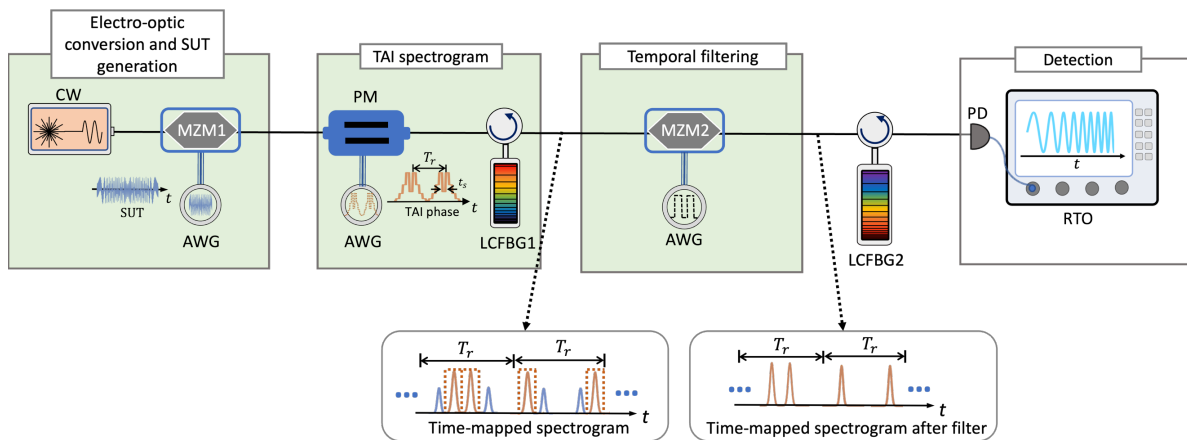 Electro-optic
conversion and SUT
generation
TAI spectrogram
Temporal filtering
Detection
CW
MZM1
SUT
t
AWG
PM
T_r
t_s
t
TAI phase
AWG
LCFBG1
MZM2
AWG
LCFBG2
PD
t
RTO
T_r T_r
t
Time-mapped spectrogram
T_r T_r
t
Time-mapped spectrogram after filter